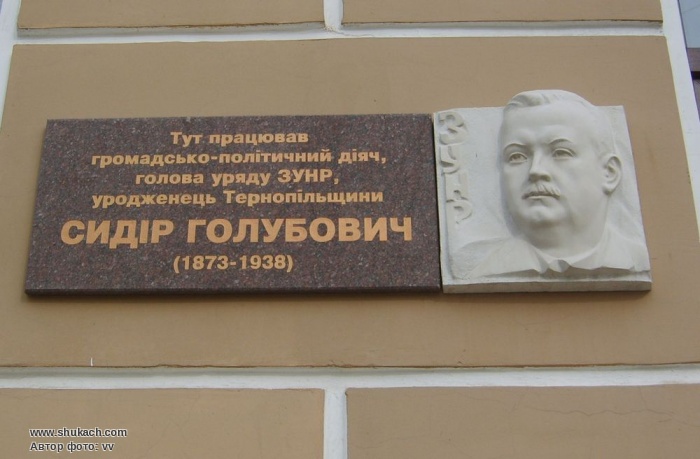 Тут працював
громадсько-політичний діяч,
голова уряду ЗУНР,
уродженець Тернопільщини
СИДІР ГОЛУБОВИЧ
(1873-1938)
ЗУНР
www.shukach.com
Автор фото: vv